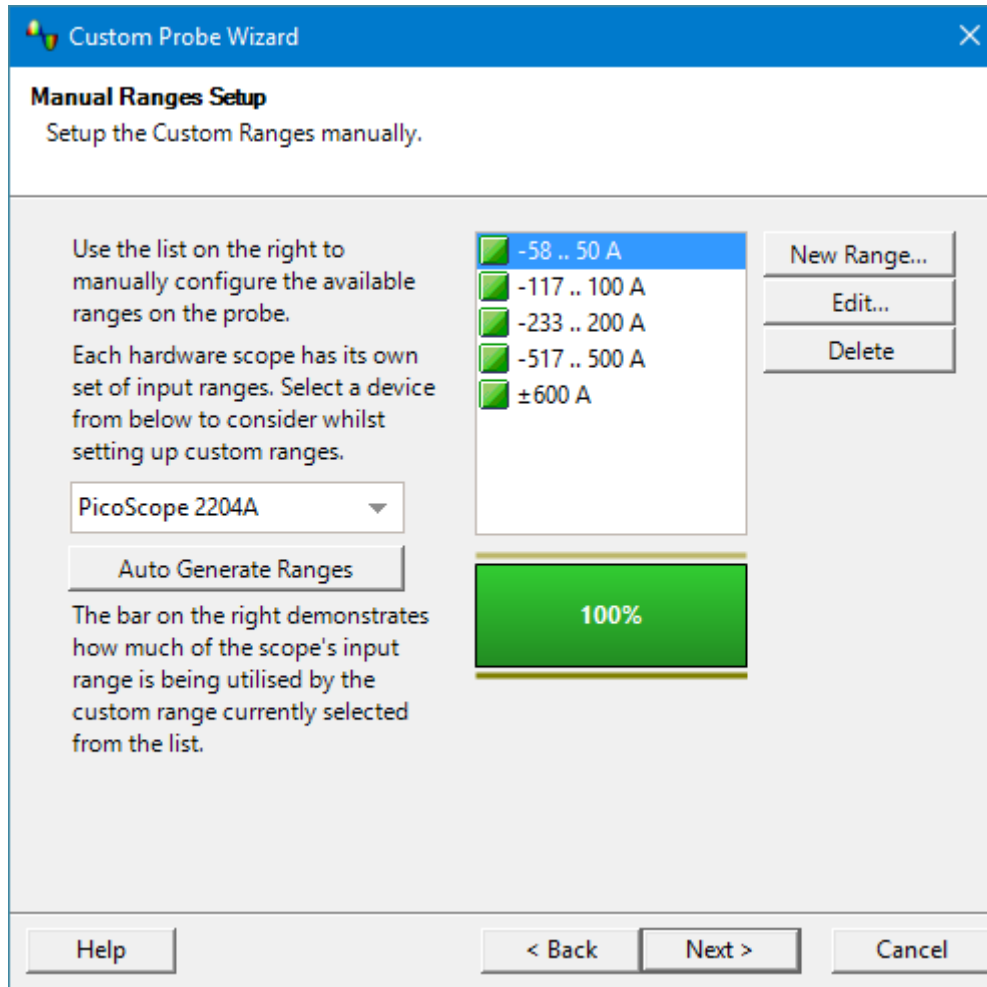 Custom Probe Wizard
Manual Ranges Setup
Setup the Custom Ranges manually.
Use the list on the right to
manually configure the available
ranges on the probe.
Each hardware scope has its own
set of input ranges. Select a device
from below to consider whilst
setting up custom ranges.
PicoScope 2204A
Auto Generate Ranges
The bar on the right demonstrates
how much of the scope's input
range is being utilised by the
custom range currently selected
from the list.
-58 .. 50 A
-117 .. 100 A
-233 .. 200 A
-517 .. 500 A
±600 A
100%
New Range...
Edit...
Delete
Help
< Back
Next >
Cancel